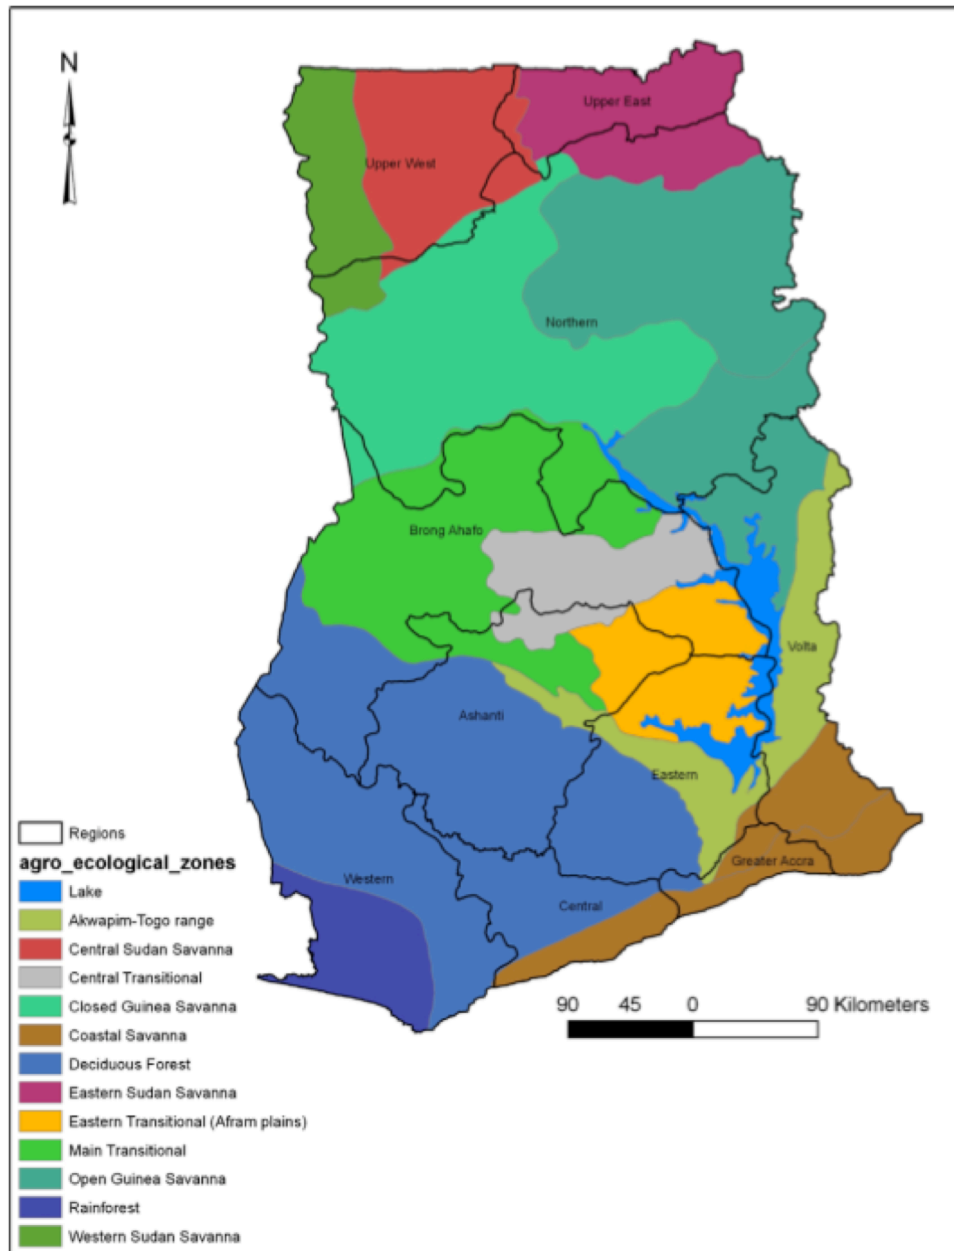 N
Upper East
Upper West
Northern
Brong Ahafo
Volta
Ashanti
Eastern
Greater Accra
Western
Central
Regions
agro_ecological_zones
Lake
Akwapim-Togo range
Central Sudan Savanna
Central Transitional
Closed Guinea Savanna
Coastal Savanna
Deciduous Forest
Eastern Sudan Savanna
Eastern Transitional (Afram plains)
Main Transitional
Open Guinea Savanna
Rainforest
Western Sudan Savanna
90 45 0 90 Kilometers